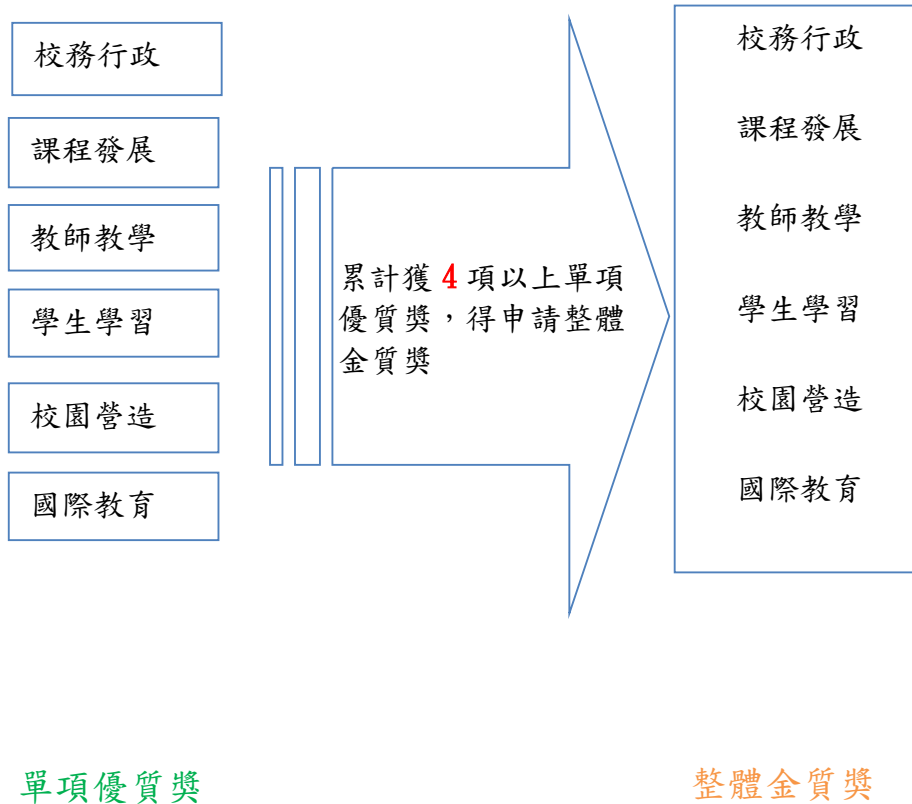 校務行政
課程發展
教師教學
學生學習
校園營造
國際教育
累計獲 4 項以上單項
優質獎，得申請整體
金質獎
校務行政
課程發展
教師教學
學生學習
校園營造
國際教育
單項優質獎
整體金質獎